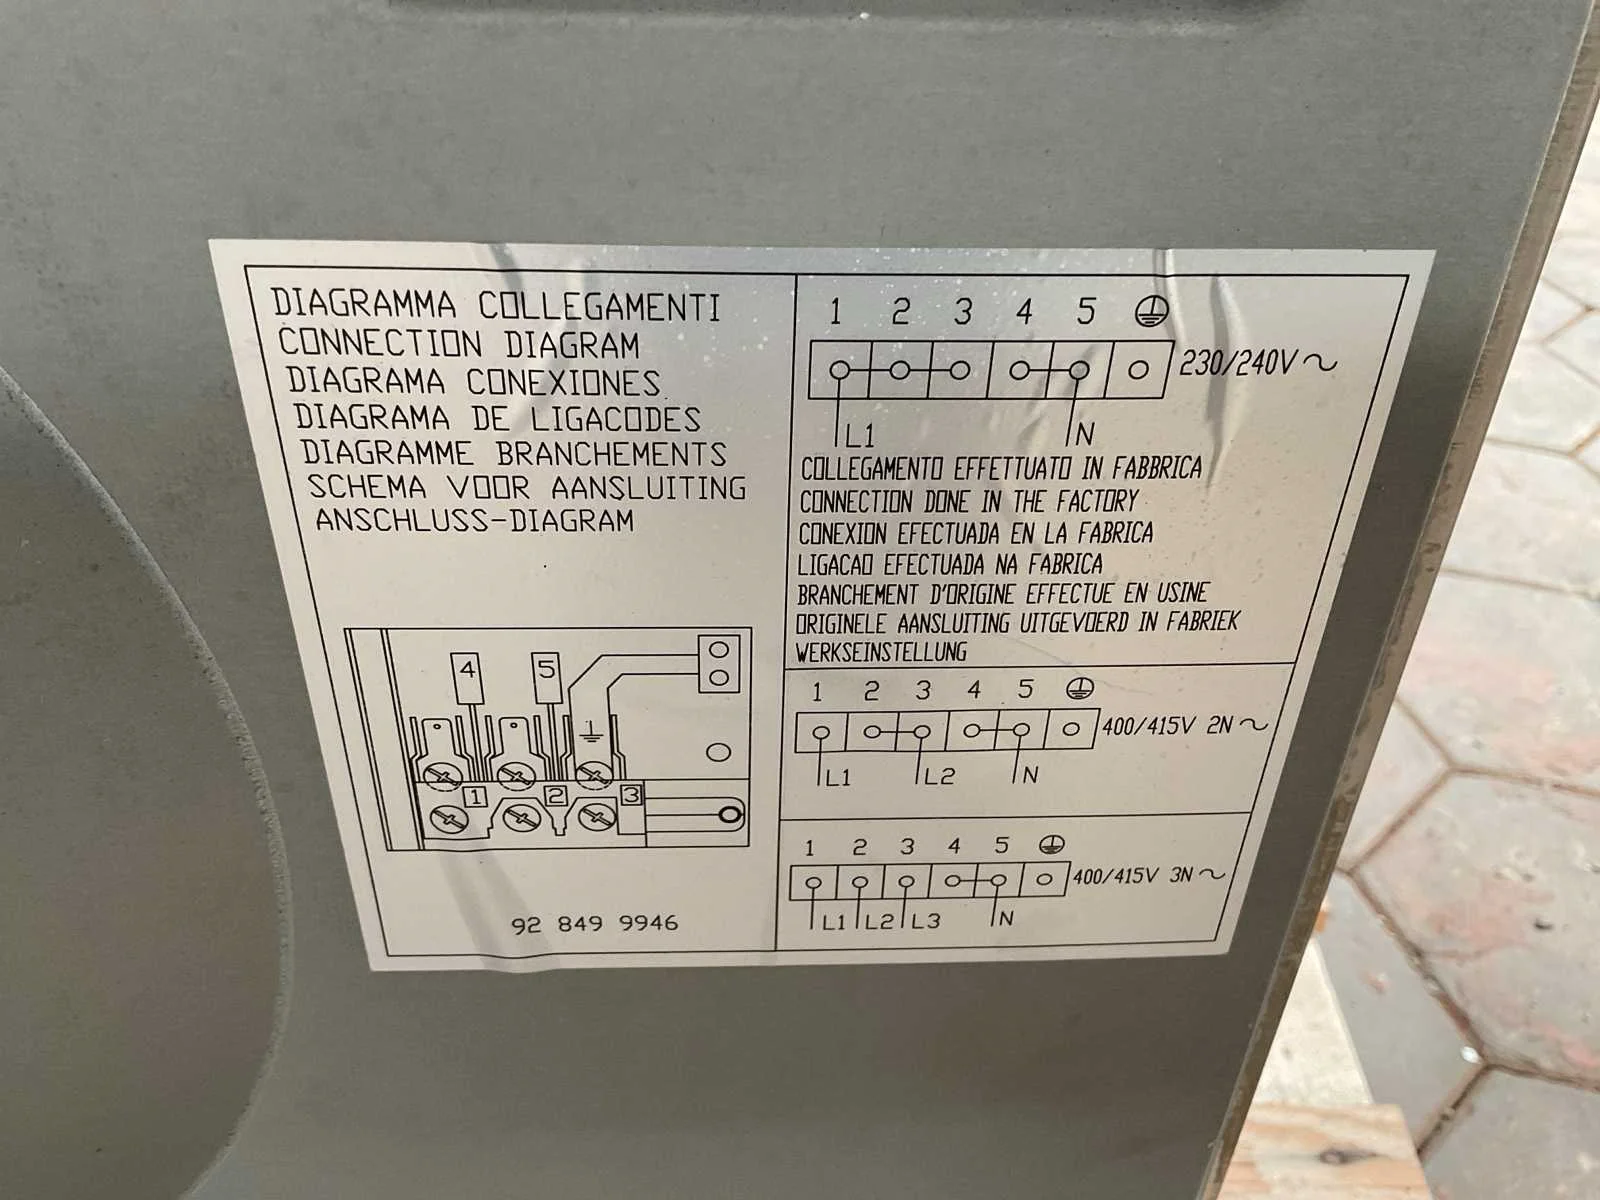 DIAGRAMMA COLLEGAMENTI
CONNECTION DIAGRAM
DIAGRAMA CONEXIONES
DIAGRAMA DE LIGACODES
DIAGRAMME BRANCHEMENTS
SCHEMA VOOR AANSLUITING
ANSCHLUSS-DIAGRAM
4 5
1 2 3
92 849 9946
1 2 3 4 5
230/240V ~
L1 N
COLLEGAMENTO EFFETTUATO IN FABBRICA
CONNECTION DONE IN THE FACTORY
CONEXION EFECTUADA EN LA FABRICA
LIGACAO EFECTUADA NA FABRICA
BRANCHEMENT D'ORIGINE EFFECTUE EN USINE
ORIGINELE AANSLUITING UITGEVOERD IN FABRIEK
WERKSEINSTELLUNG
1 2 3 4 5
400/415V 2N ~
L1 L2 N
1 2 3 4 5
400/415V 3N ~
L1 L2 L3 N